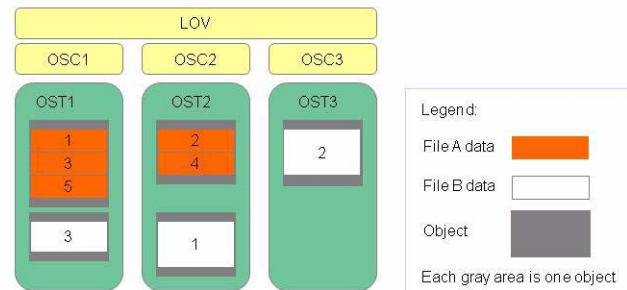 LOV
OSC1 OSC2 OSC3
OST1 OST2 OST3
1
3
5
3
2
4
1
2
Legend:
File A data
File B data
Object
Each gray area is one object